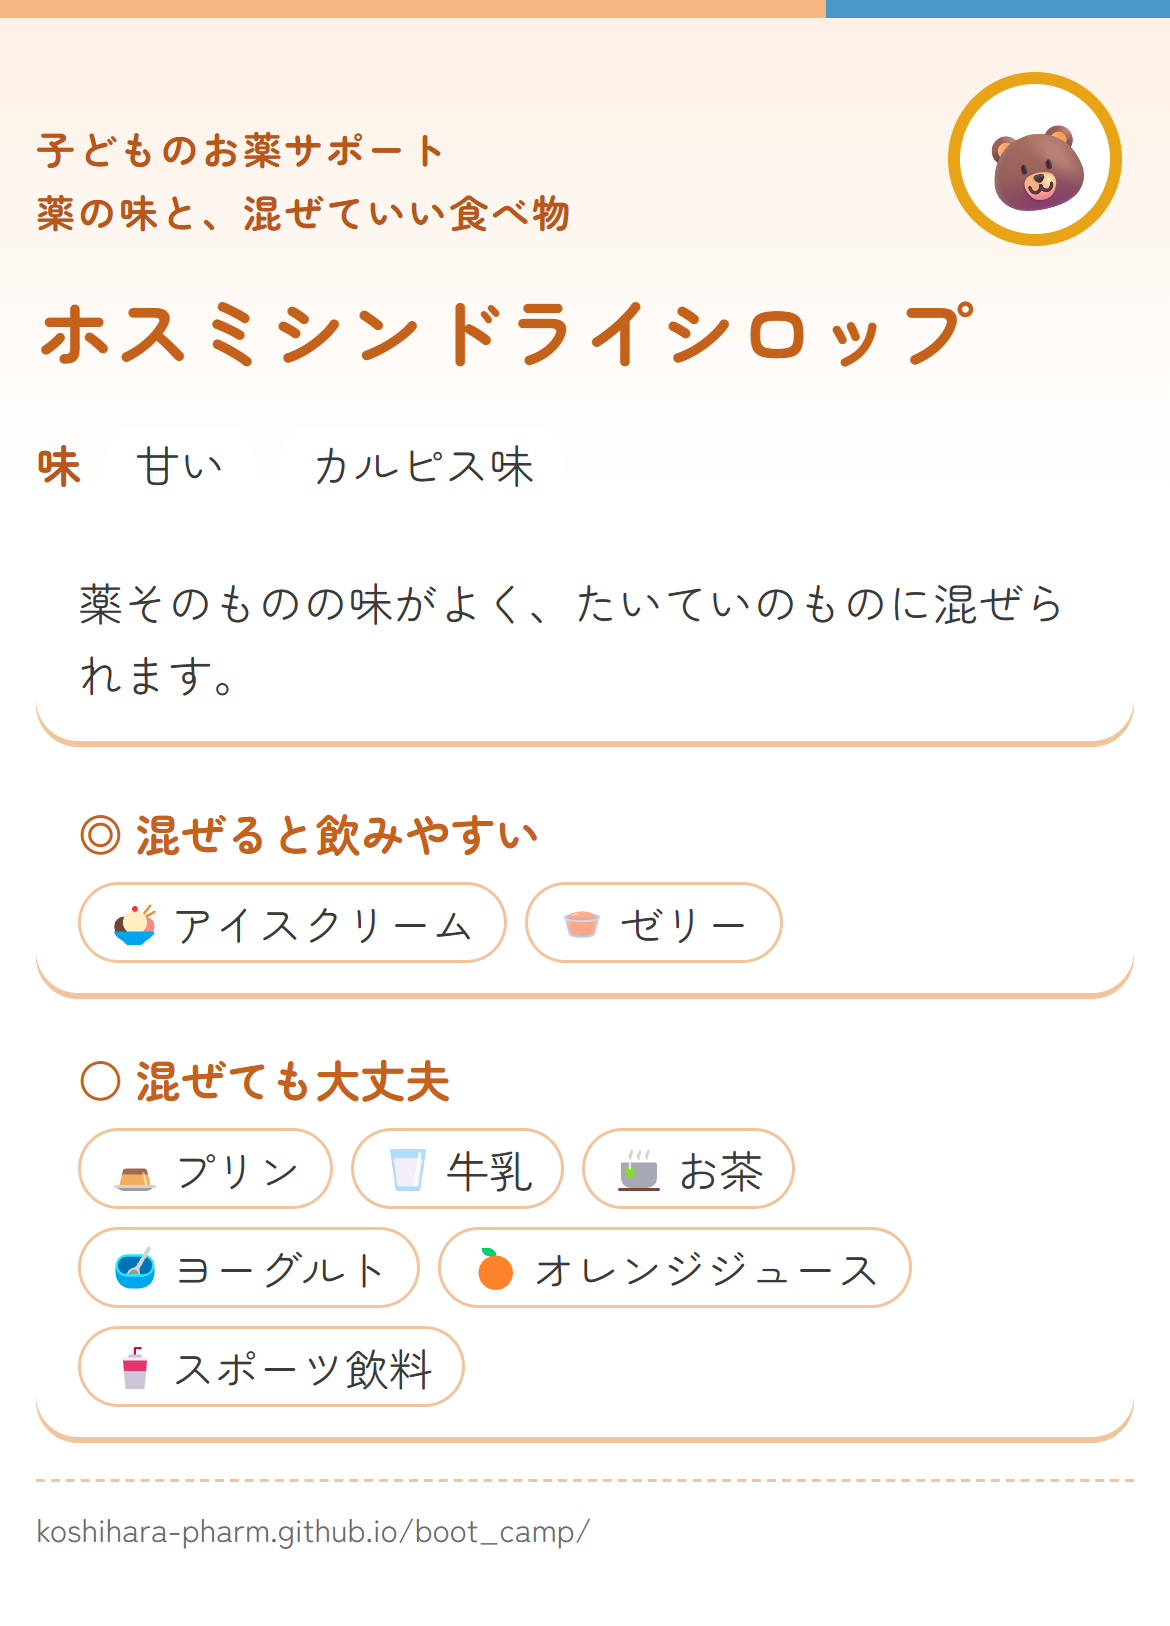 子どものお薬サポート
薬の味と、混ぜていい食べ物
ホスミシンドライシロップ
味 甘い カルピス味
薬そのものの味がよく、たいていのものに混ぜら
れます。
◎ 混ぜると飲みやすい
アイスクリーム ゼリー
○ 混ぜても大丈夫
プリン 牛乳 お茶
ヨーグルト オレンジジュース
スポーツ飲料
koshihara-pharm.github.io/boot_camp/